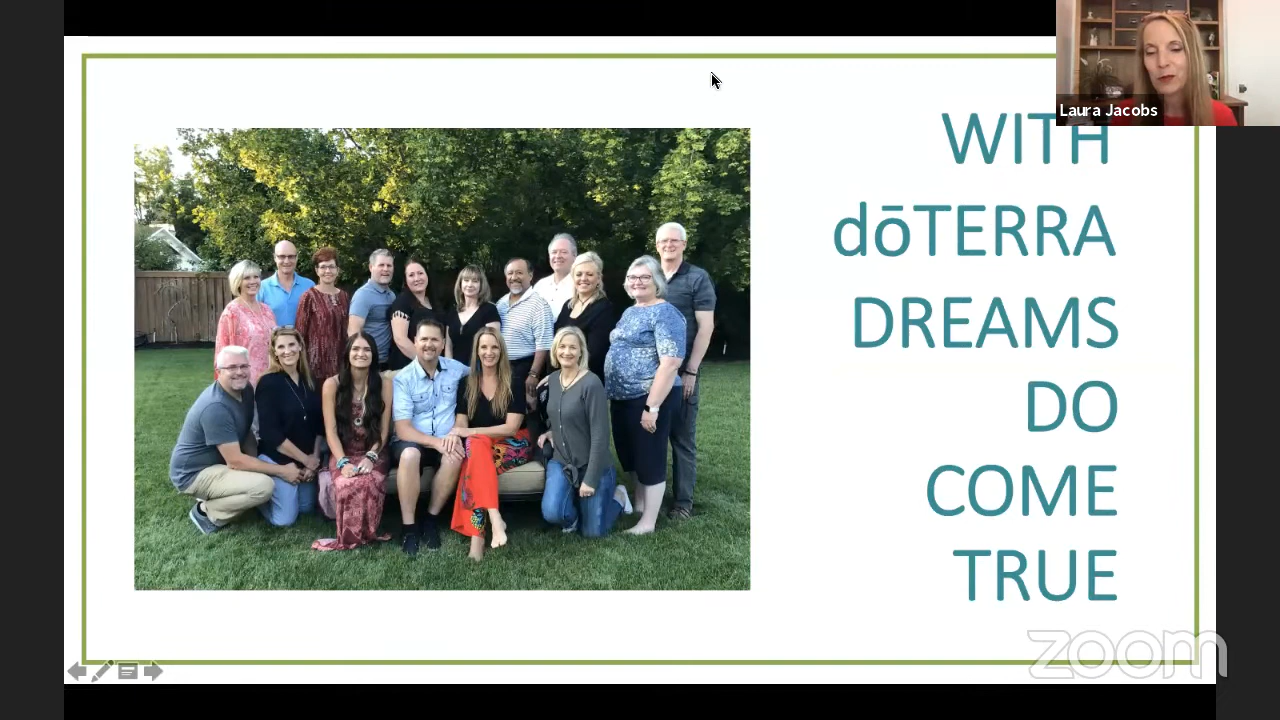 Laura Jacobs
WITH
dōTERRA
DREAMS
DO
COME
TRUE
zoom